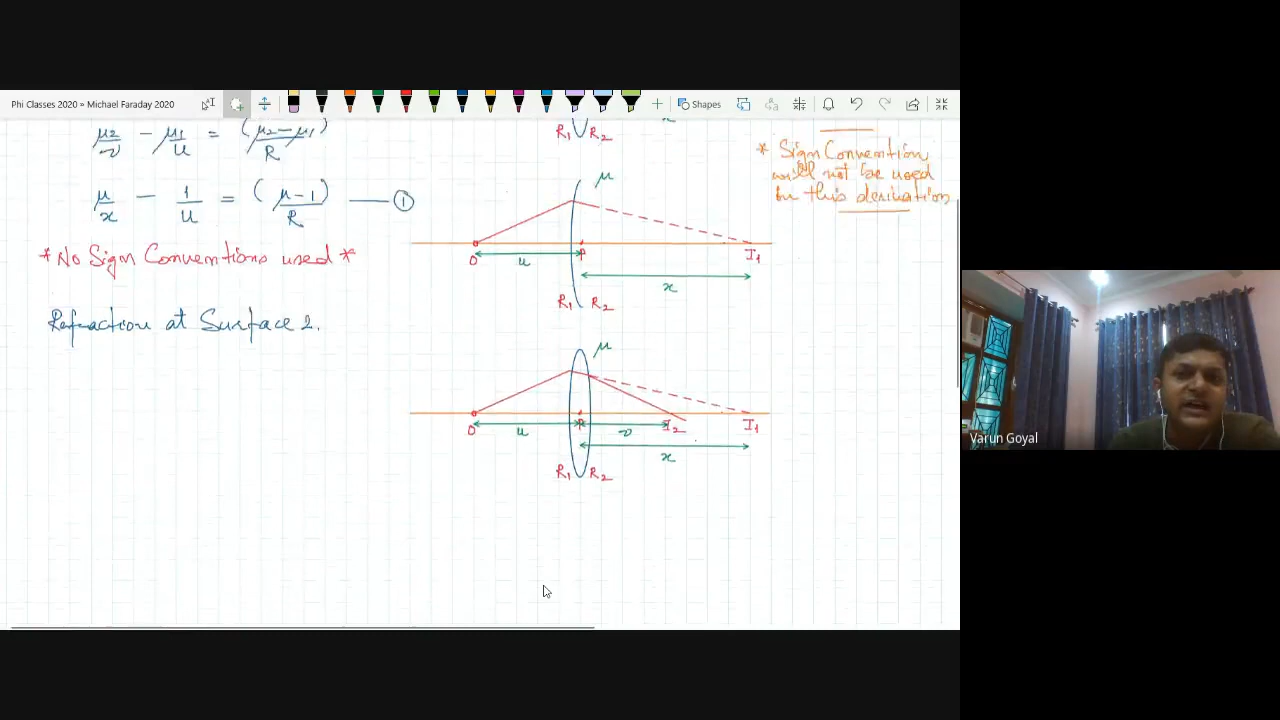 Phi Classes 2020 » Michael Faraday 2020
Shapes
μ2/v - μ1/u = (μ2-μ1)/R
μ/x - 1/u = (μ-1)/R —— ①
*No Sign Conventions used*
Refraction at Surface 2.
R1 R2
x
* Sign Convention
will not be used
in this derivation
μ
O P I1
u
x
R1 R2
μ
O P I2 I1
u v
x
R1 R2
Varun Goyal